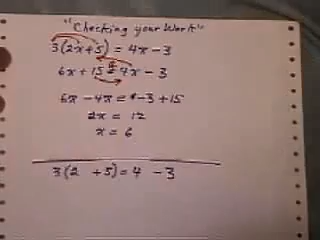 "Checking your Work"
3(2x+5) = 4x - 3
6x + 15 = 4x - 3
6x - 4x = -3 + 15
2x = 12
x = 6
3(2 +5) = 4 -3